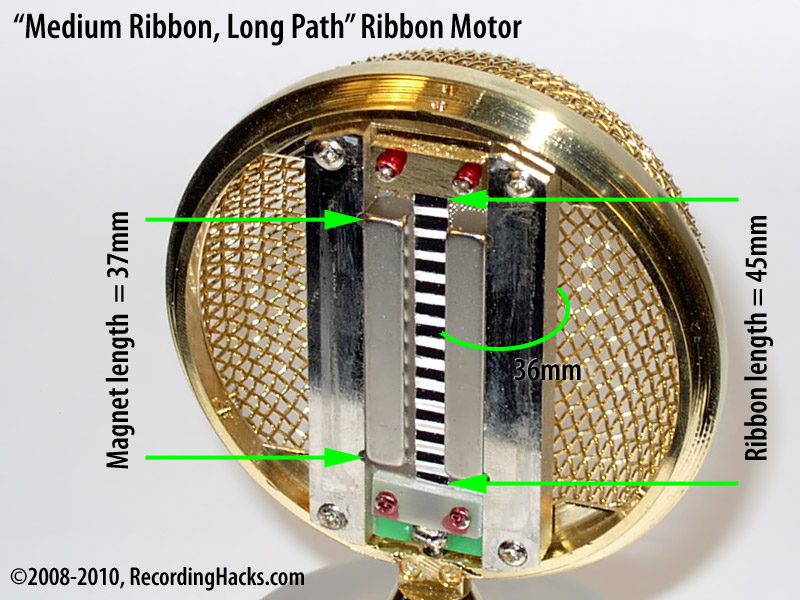 “Medium Ribbon, Long Path” Ribbon Motor
Magnet length = 37mm
Ribbon length = 45mm
36mm
©2008-2010, RecordingHacks.com